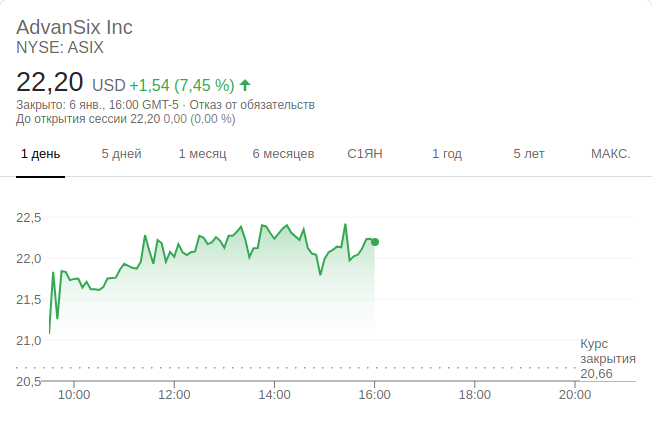 AdvanSix Inc
NYSE: ASIX
22,20 USD +1,54 (7,45 %)
Закрыто: 6 янв., 16:00 GMT-5 · Отказ от обязательств
До открытия сессии 22,20 0,00 (0,00 %)
1 день 5 дней 1 месяц 6 месяцев С1ЯН 1 год 5 лет МАКС.
22,5
22,0
21,5
21,0
Курс
закрытия
20,66
20,5
10:00 12:00 14:00 16:00 18:00 20:00